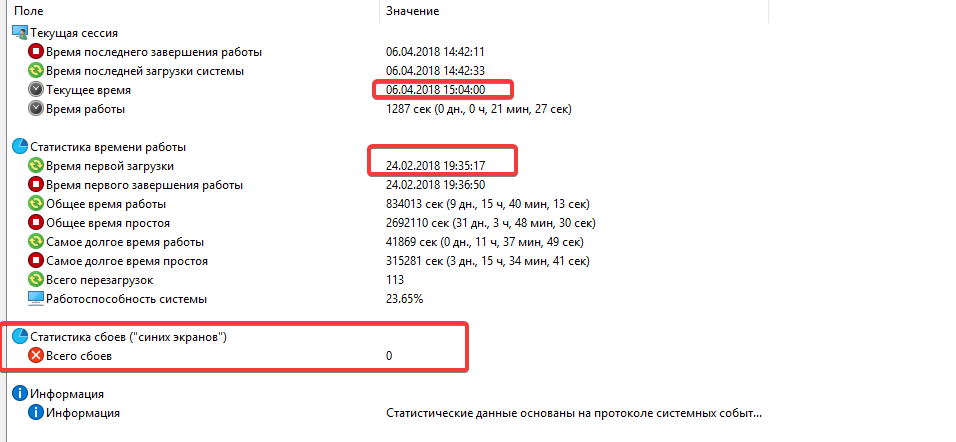 Поле Значение
Текущая сессия
Время последнего завершения работы 06.04.2018 14:42:11
Время последней загрузки системы 06.04.2018 14:42:33
Текущее время 06.04.2018 15:04:00
Время работы 1287 сек (0 дн., 0 ч, 21 мин, 27 сек)
Статистика времени работы
Время первой загрузки 24.02.2018 19:35:17
Время первого завершения работы 24.02.2018 19:36:50
Общее время работы 834013 сек (9 дн., 15 ч, 40 мин, 13 сек)
Общее время простоя 2692110 сек (31 дн., 3 ч, 48 мин, 30 сек)
Самое долгое время работы 41869 сек (0 дн., 11 ч, 37 мин, 49 сек)
Самое долгое время простоя 315281 сек (3 дн., 15 ч, 34 мин, 41 сек)
Всего перезагрузок 113
Работоспособность системы 23.65%
Статистика сбоев ("синих экранов")
Всего сбоев 0
Информация
Информация Статистические данные основаны на протоколе системных событ...